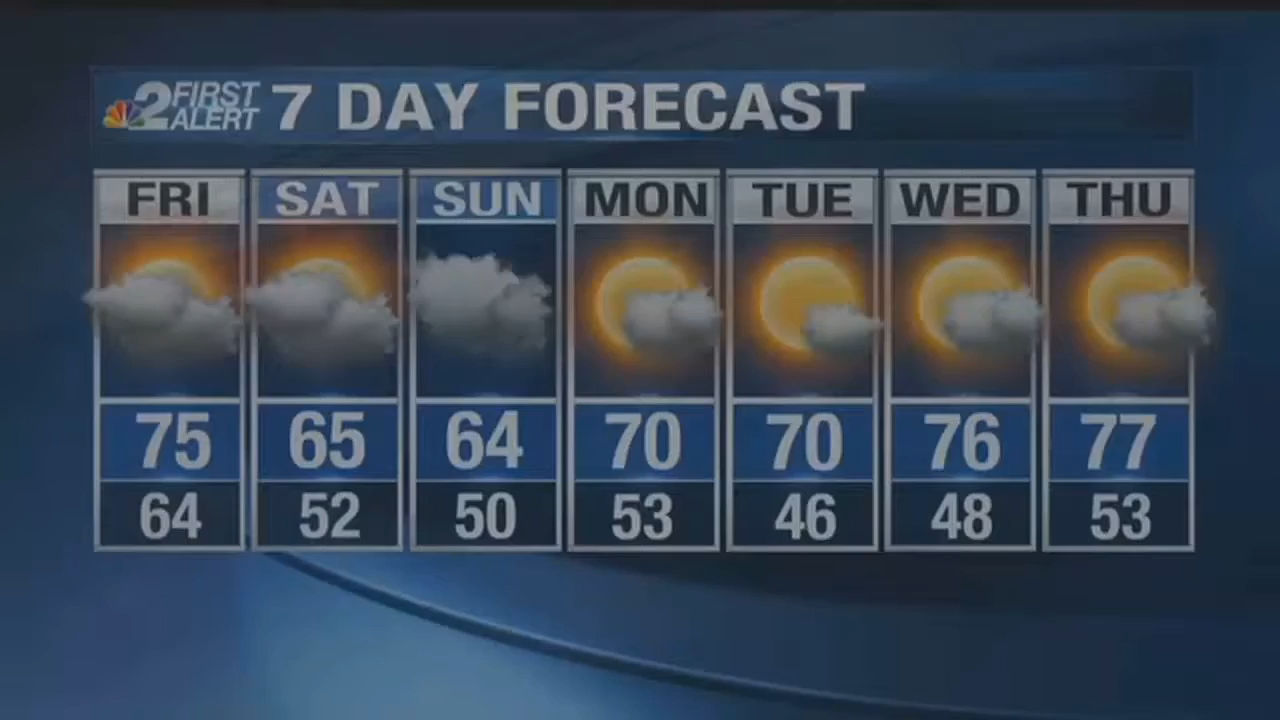 2 FIRST ALERT 7 DAY FORECAST
FRI SAT SUN MON TUE WED THU
75 65 64 70 70 76 77
64 52 50 53 46 48 53